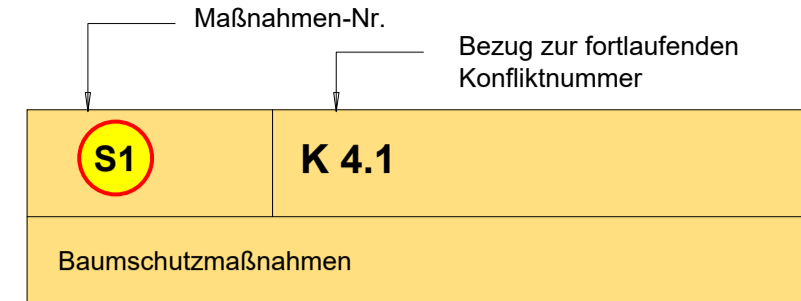 Maßnahmen-Nr.
Bezug zur fortlaufenden
Konfliktnummer
S1
K 4.1
Baumschutzmaßnahmen